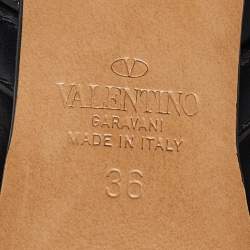 VALENTINO
GARAVANI
MADE IN ITALY
36